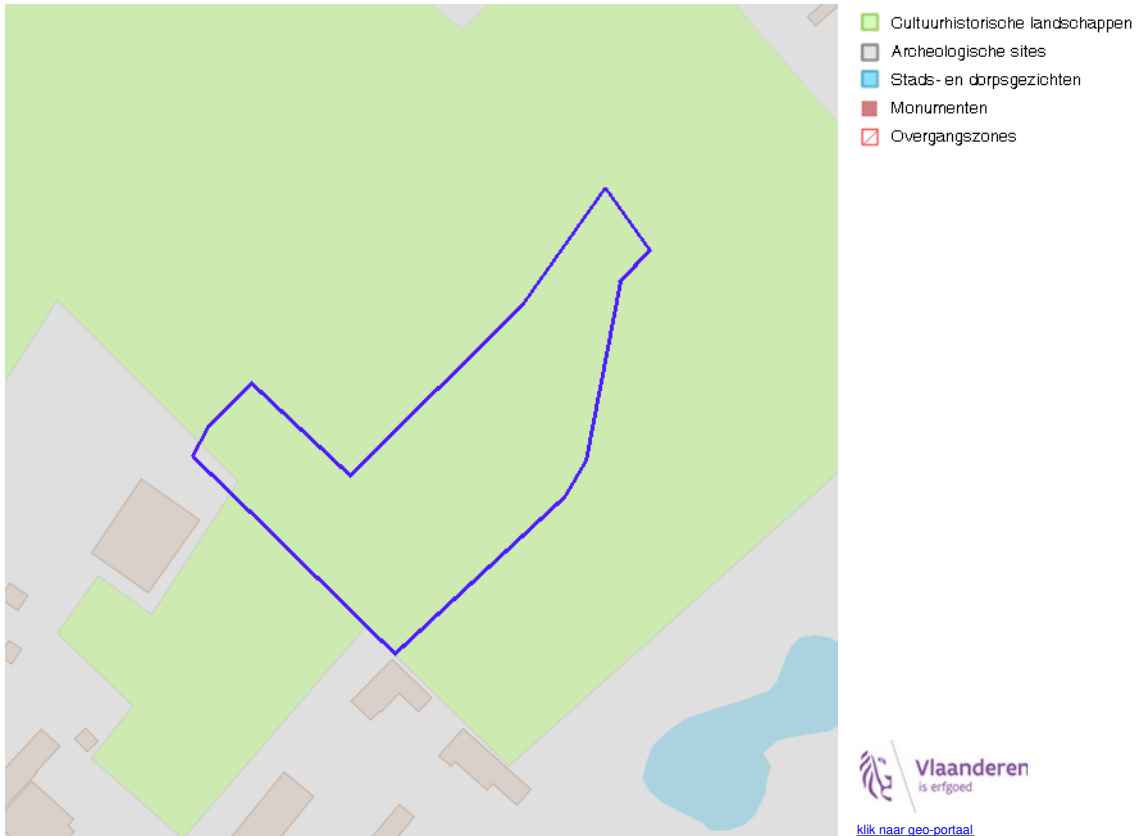 Cultuurhistorische landschappen
Archeologische sites
Stads- en dorpsgezichten
Monumenten
Overgangszones
Vlaanderen
is erfgoed
klik naar geo-portaal